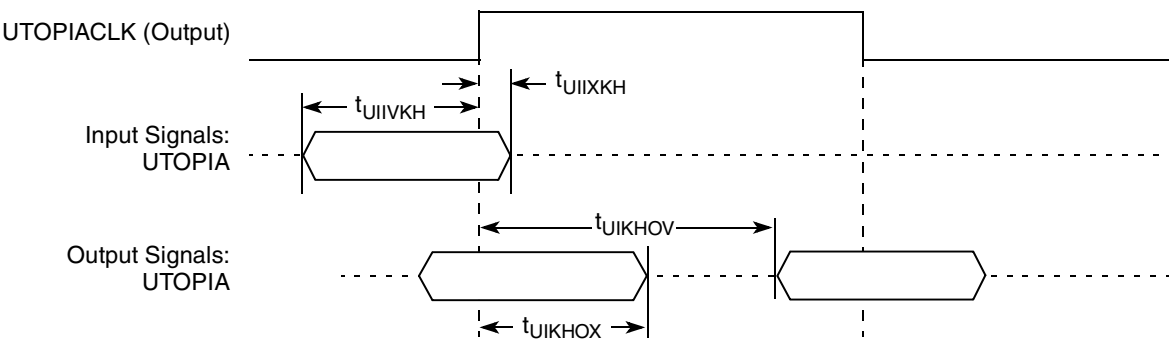 UTOPIACLK (Output)
tUIIXKH
tUIIVKH
Input Signals:
UTOPIA
tUIKHOV
Output Signals:
UTOPIA
tUIKHOX